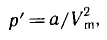 p′ = a/V²ₘ,